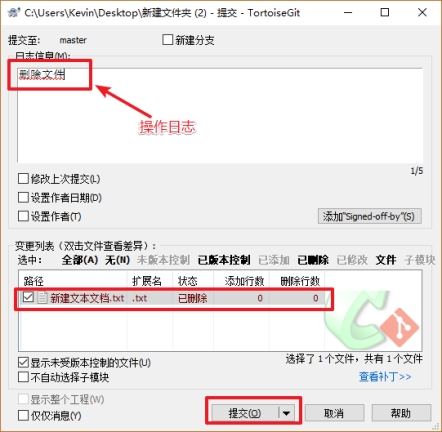 C:\Users\Kevin\Desktop\新建文件夹 (2) - 提交 - TortoiseGit
提交至: master 新建分支
日志信息(M):
删除文件
操作日志
1/5
修改上次提交(L)
设置作者日期(D)
设置作者(T) 添加"Signed-off-by"(S)
变更列表（双击文件查看差异）:
选中: 全部(A) 无(N) 未版本控制 已版本控制 已添加 已删除 已修改 文件 子模块
路径 扩展名 状态 添加行数 删除行数
新建文本文档.txt .txt 已删除 0 0
显示未受版本控制的文件(U) 选择了 1 个文件，共有 1 个文件
不自动选择子模块 查看补丁>>
显示整个工程(W)
仅仅消息(Y) 提交(O) 取消 帮助